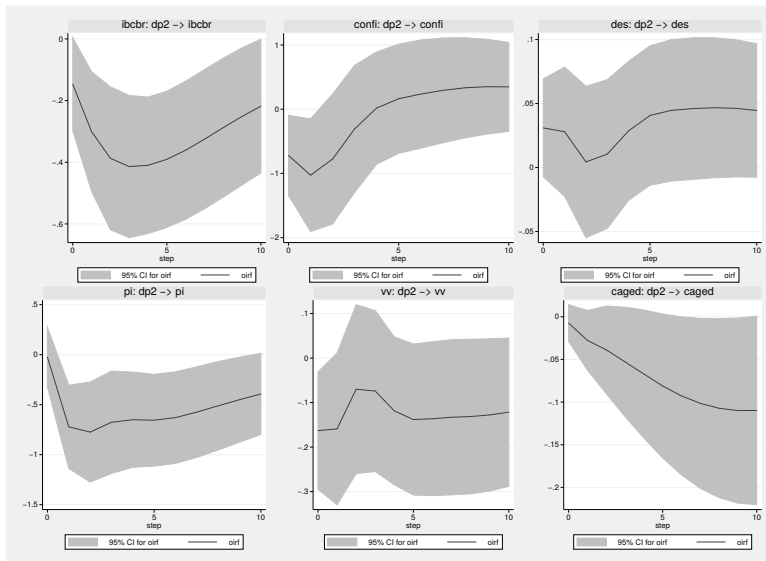 ibcbr: dp2 -> ibcbr
0
-.2
-.4
-.6
0 5 10
step
95% CI for oirf oirf
confi: dp2 -> confi
1
0
-1
-2
0 5 10
step
95% CI for oirf oirf
des: dp2 -> des
.1
.05
0
-.05
0 5 10
step
95% CI for oirf oirf
pi: dp2 -> pi
.5
0
-.5
-1
-1.5
0 5 10
step
95% CI for oirf oirf
vv: dp2 -> vv
.1
0
-.1
-.2
-.3
0 5 10
step
95% CI for oirf oirf
caged: dp2 -> caged
0
-.05
-.1
-.15
-.2
0 5 10
step
95% CI for oirf oirf